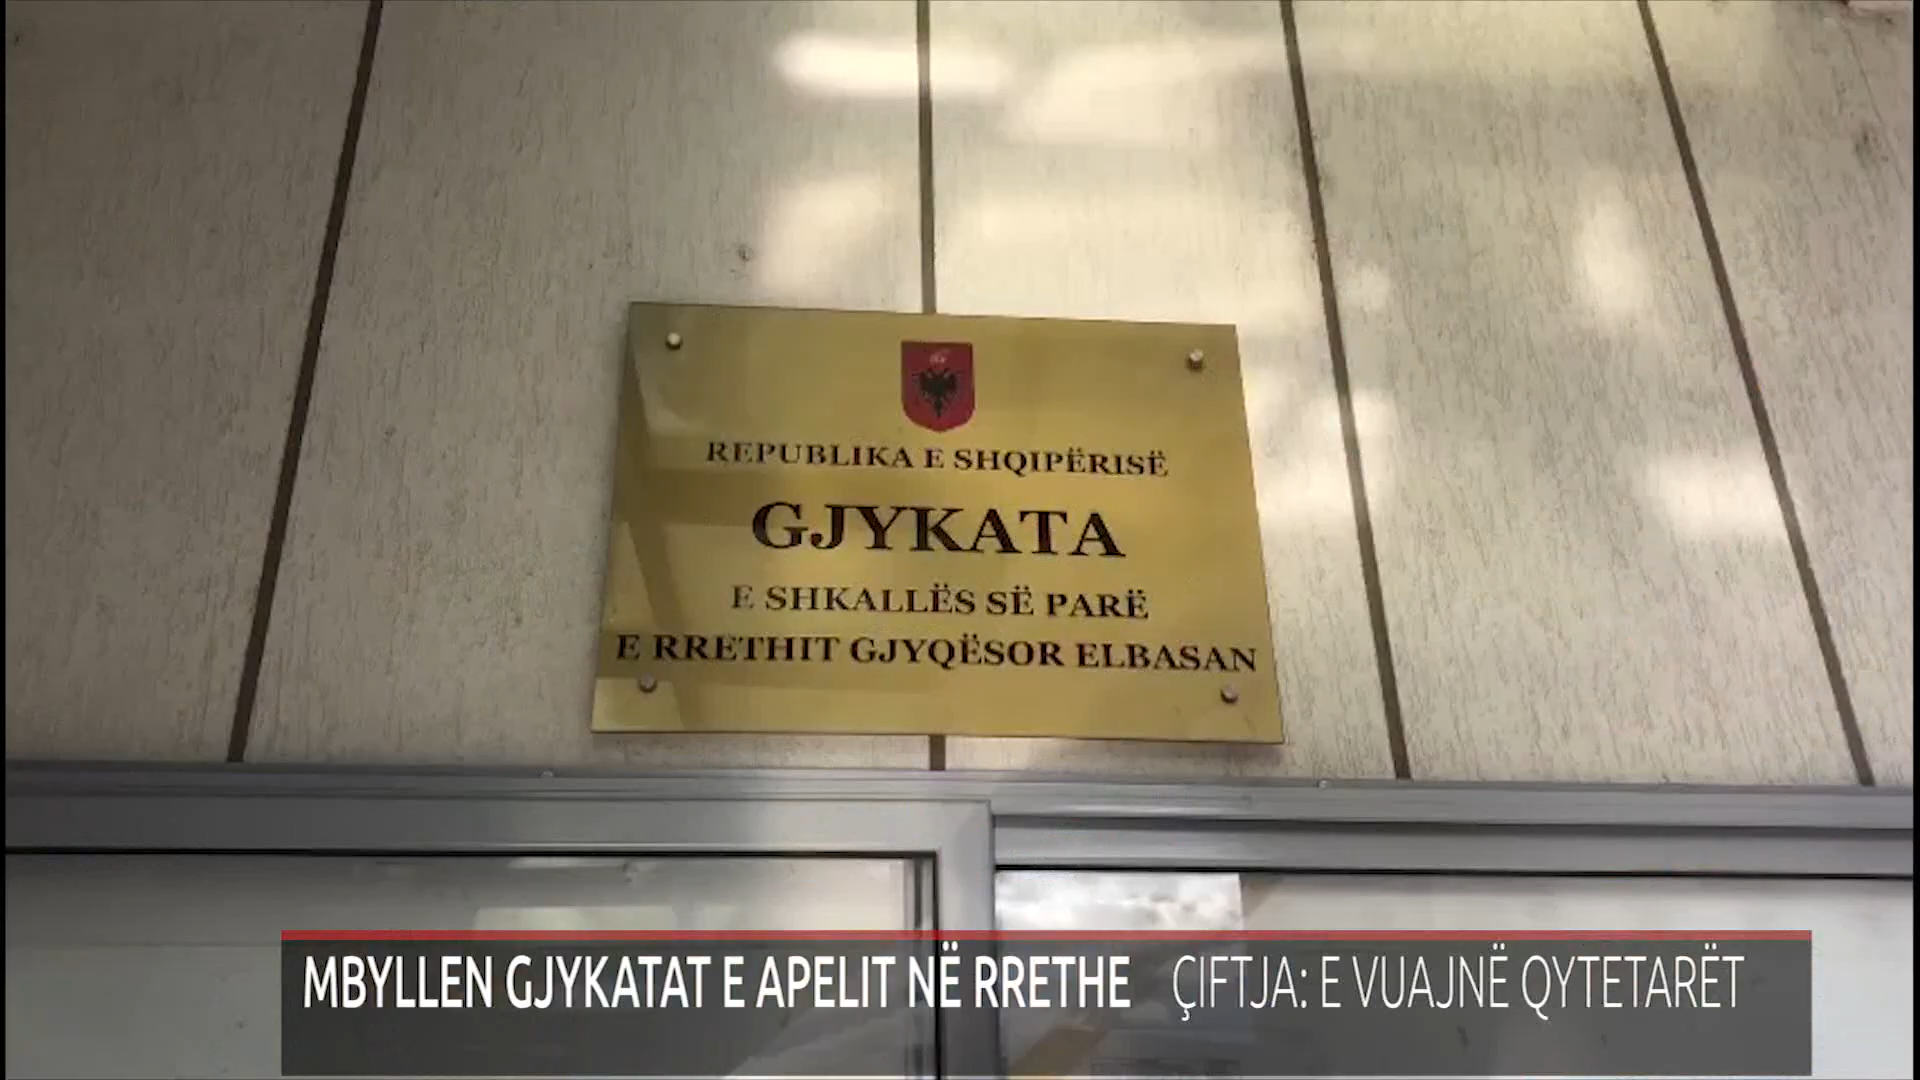 REPUBLIKA E SHQIPËRISË
GJYKATA
E SHKALLËS SË PARË
E RRETHIT GJYQËSOR ELBASAN
MBYLLEN GJYKATAT E APELIT NË RRETHE ÇIFTJA: E VUAJNË QYTETARËT